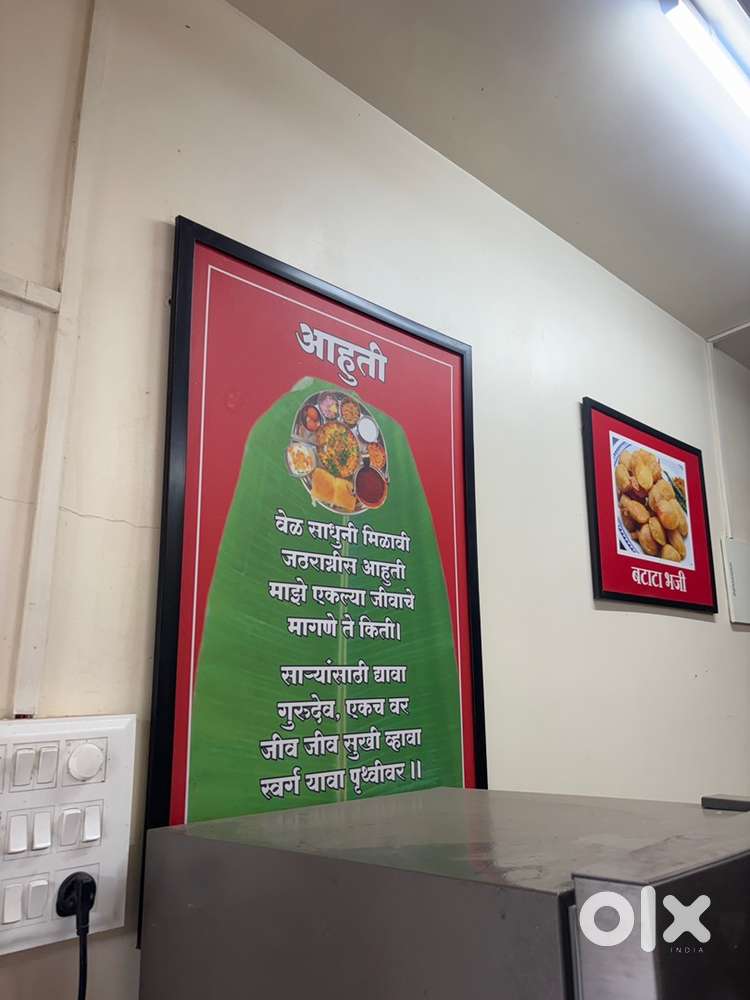 आहुती
वेळ साधुनी मिळावी
जठराग्नीस आहुती
माझे एकल्या जीवाचे
मागणे ते किती।
साऱ्यांसाठी द्यावा
गुरुदेव, एकच वर
जीव जीव सुखी व्हावा
स्वर्ग यावा पृथ्वीवर ।।
बटाटा भजी
olx
INDIA